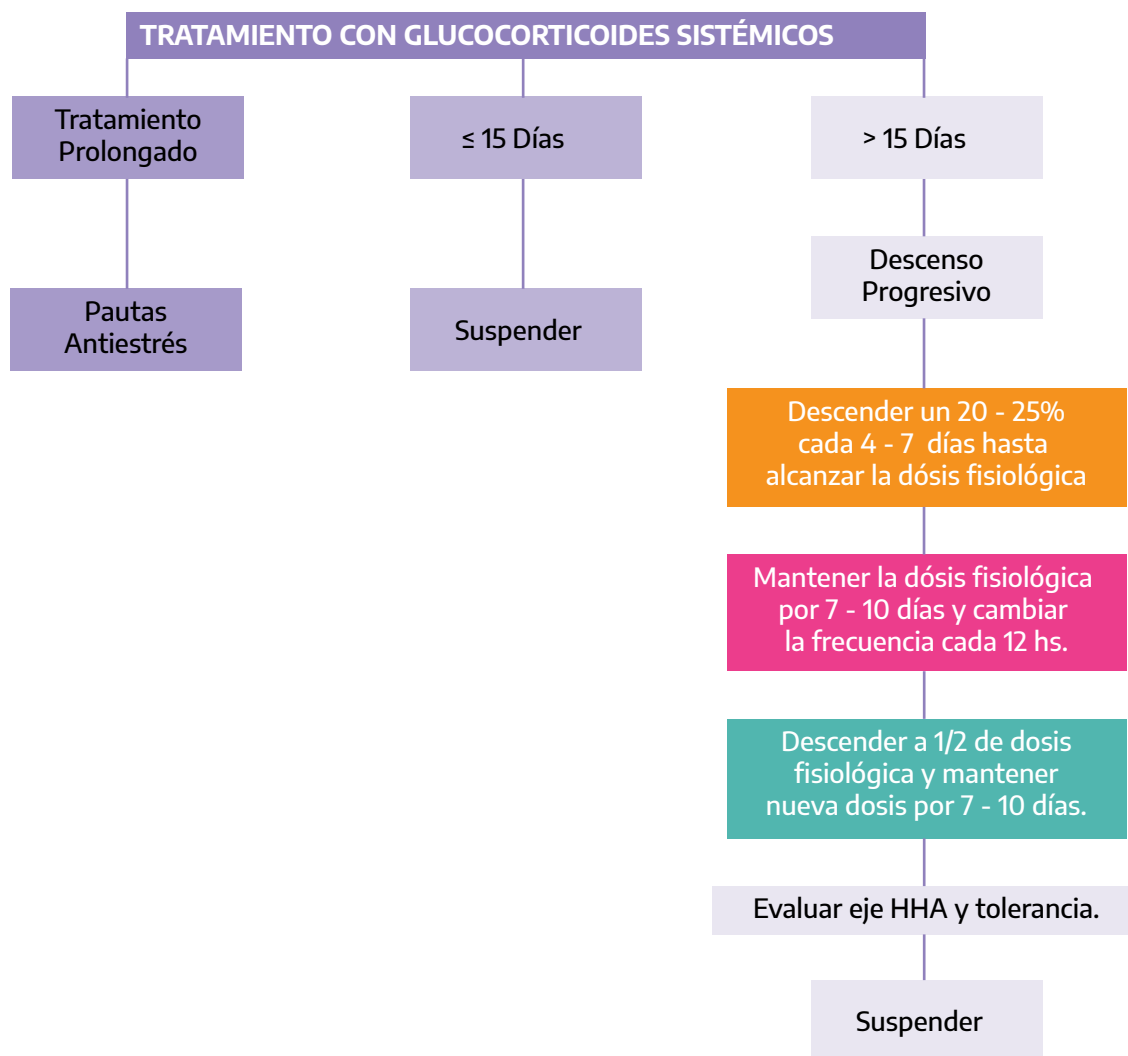 TRATAMIENTO CON GLUCOCORTICOIDES SISTÉMICOS
Tratamiento
Prolongado
Pautas
Antiestrés
≤ 15 Días
Suspender
> 15 Días
Descenso
Progresivo
Descender un 20 - 25%
cada 4 - 7 días hasta
alcanzar la dósis fisiológica
Mantener la dósis fisiológica
por 7 - 10 días y cambiar
la frecuencia cada 12 hs.
Descender a 1/2 de dosis
fisiológica y mantener
nueva dosis por 7 - 10 días.
Evaluar eje HHA y tolerancia.
Suspender